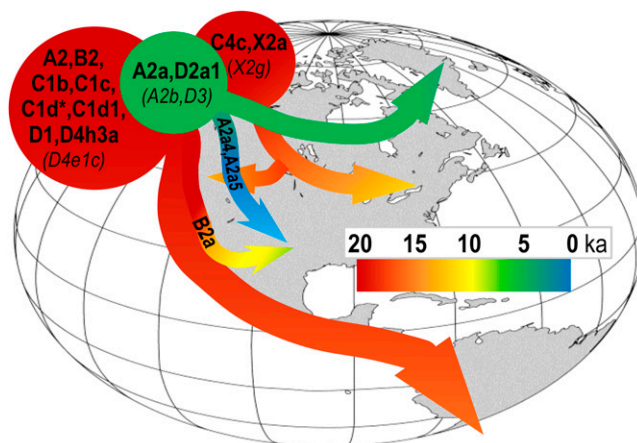 A2, B2,
C1b, C1c,
C1d*, C1d1,
D1, D4h3a
(D4e1c)
A2a,D2a1
(A2b,D3)
C4c,X2a
(X2g)
A2a4,A2a5
B2a
20 15 10 5 0 ka